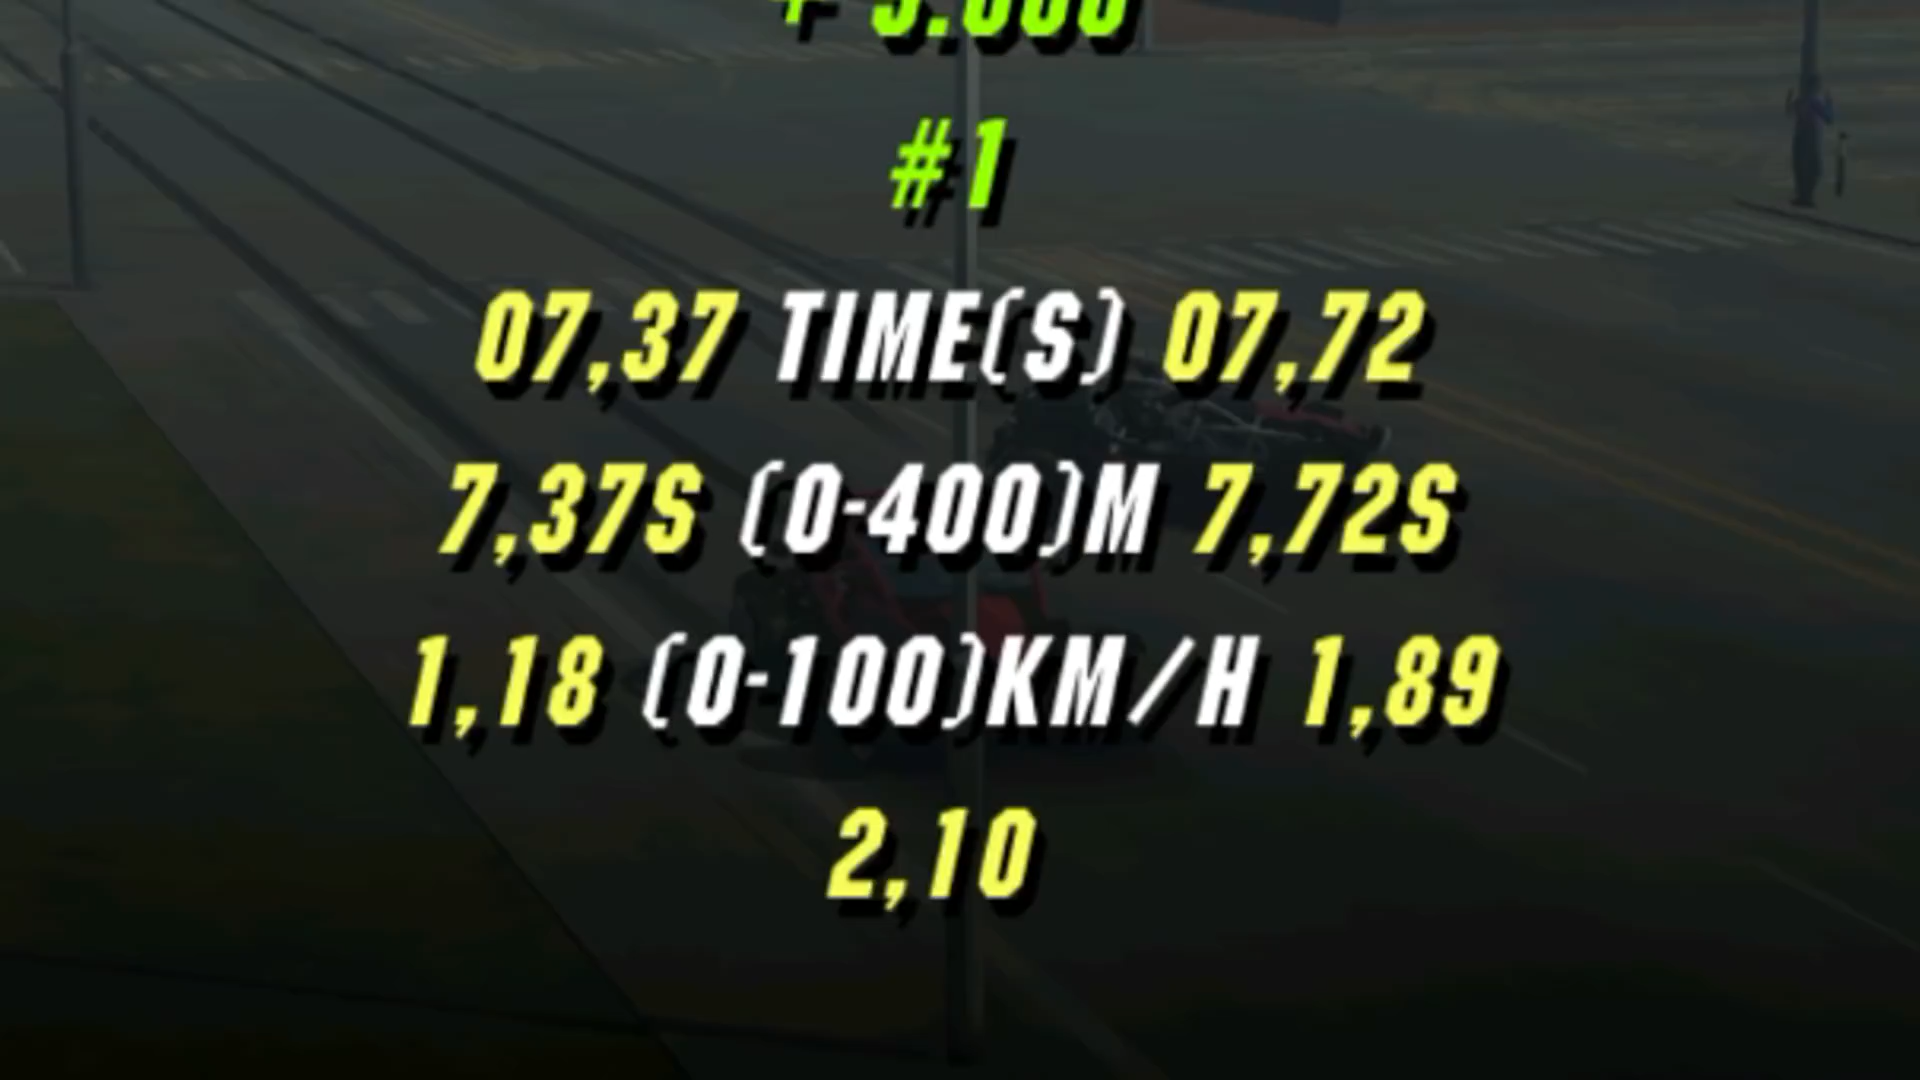 #1
07,37 TIME(S) 07,72
7,37S (0-400)M 7,72S
1,18 (0-100)KM/H 1,89
2,10